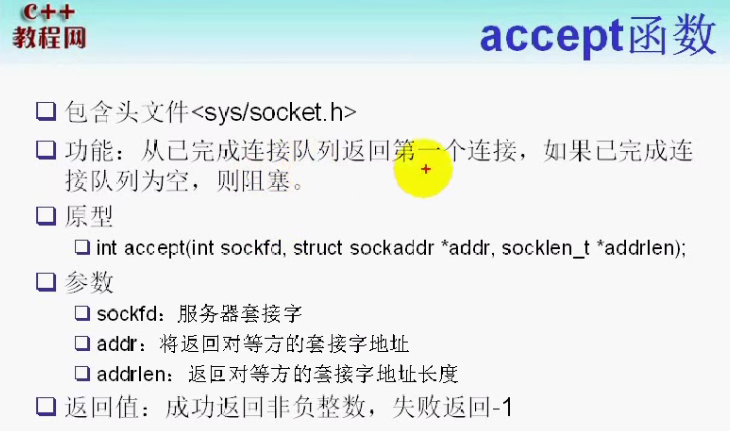 C++
教程网
accept函数
包含头文件<sys/socket.h>
功能：从已完成连接队列返回第一个连接，如果已完成连
接队列为空，则阻塞。
原型
int accept(int sockfd, struct sockaddr *addr, socklen_t *addrlen);
参数
sockfd：服务器套接字
addr：将返回对等方的套接字地址
addrlen：返回对等方的套接字地址长度
返回值：成功返回非负整数，失败返回-1